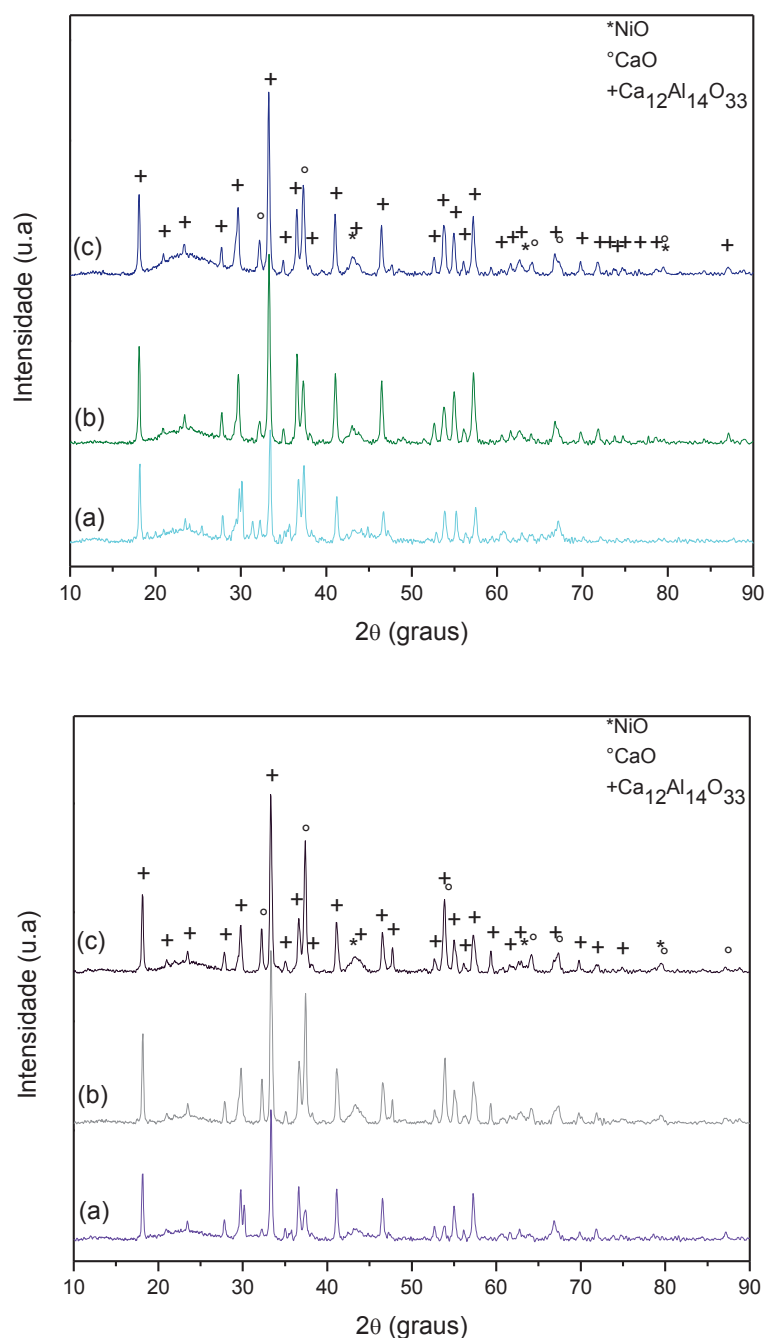 *NiO
°CaO
+Ca12Al14O33
Intensidade (u.a)
(c)
(b)
(a)
10 20 30 40 50 60 70 80 90
2θ (graus)
*NiO
°CaO
+Ca12Al14O33
Intensidade (u.a)
(c)
(b)
(a)
10 20 30 40 50 60 70 80 90
2θ (graus)